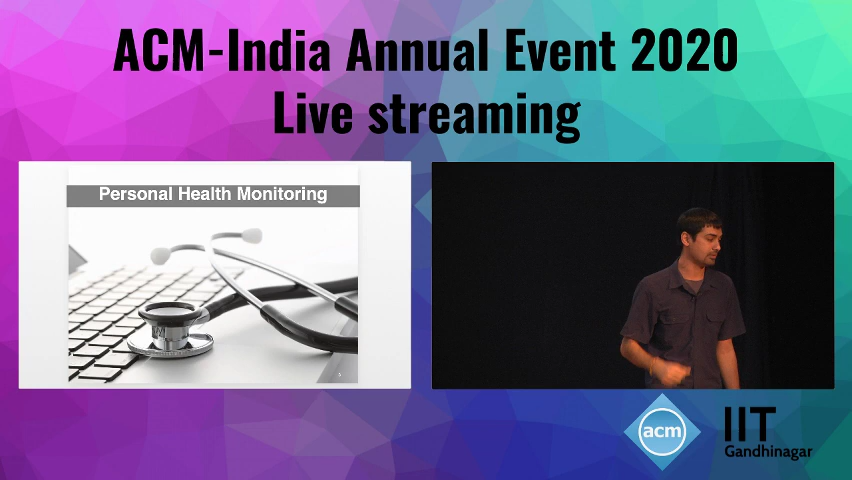 ACM-India Annual Event 2020
Live streaming
Personal Health Monitoring
acm
IIT
Gandhinagar